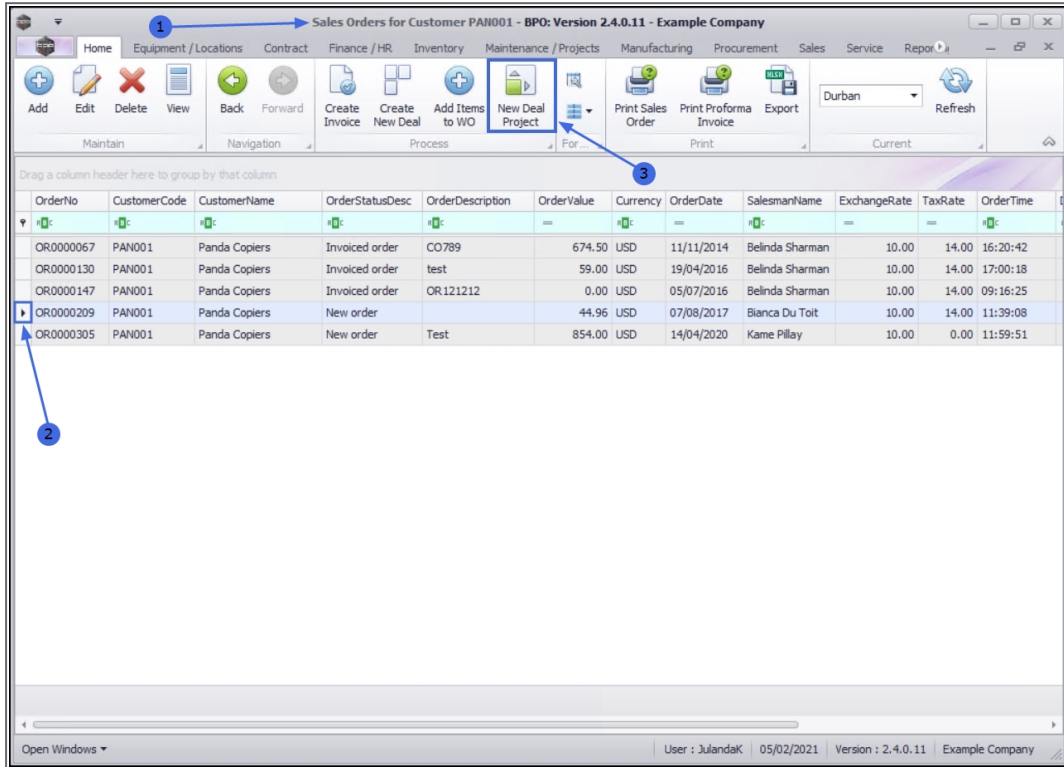 1
Sales Orders for Customer PAN001 - BPO: Version 2.4.0.11 - Example Company
Home Equipment / Locations Contract Finance / HR Inventory Maintenance / Projects Manufacturing Procurement Sales Service Repor
Add Edit Delete View Back Forward Create Invoice Create New Deal Add Items to WO New Deal Project Print Sales Order Print Proforma Invoice Export Durban Refresh
Maintain Navigation Process For... Print Current
3
Drag a column header here to group by that column
OrderNo CustomerCode CustomerName OrderStatusDesc OrderDescription OrderValue Currency OrderDate SalesmanName ExchangeRate TaxRate OrderTime
OR0000067 PAN001 Panda Copiers Invoiced order CO789 674.50 USD 11/11/2014 Belinda Sharman 10.00 14.00 16:20:42
OR0000130 PAN001 Panda Copiers Invoiced order test 59.00 USD 19/04/2016 Belinda Sharman 10.00 14.00 17:00:18
OR0000147 PAN001 Panda Copiers Invoiced order OR121212 0.00 USD 05/07/2016 Belinda Sharman 10.00 14.00 09:16:25
OR0000209 PAN001 Panda Copiers New order 44.96 USD 07/08/2017 Bianca Du Toit 10.00 14.00 11:39:08
OR0000305 PAN001 Panda Copiers New order Test 854.00 USD 14/04/2020 Kame Pillay 10.00 0.00 11:59:51
2
Open Windows User : JulandaK 05/02/2021 Version : 2.4.0.11 Example Company